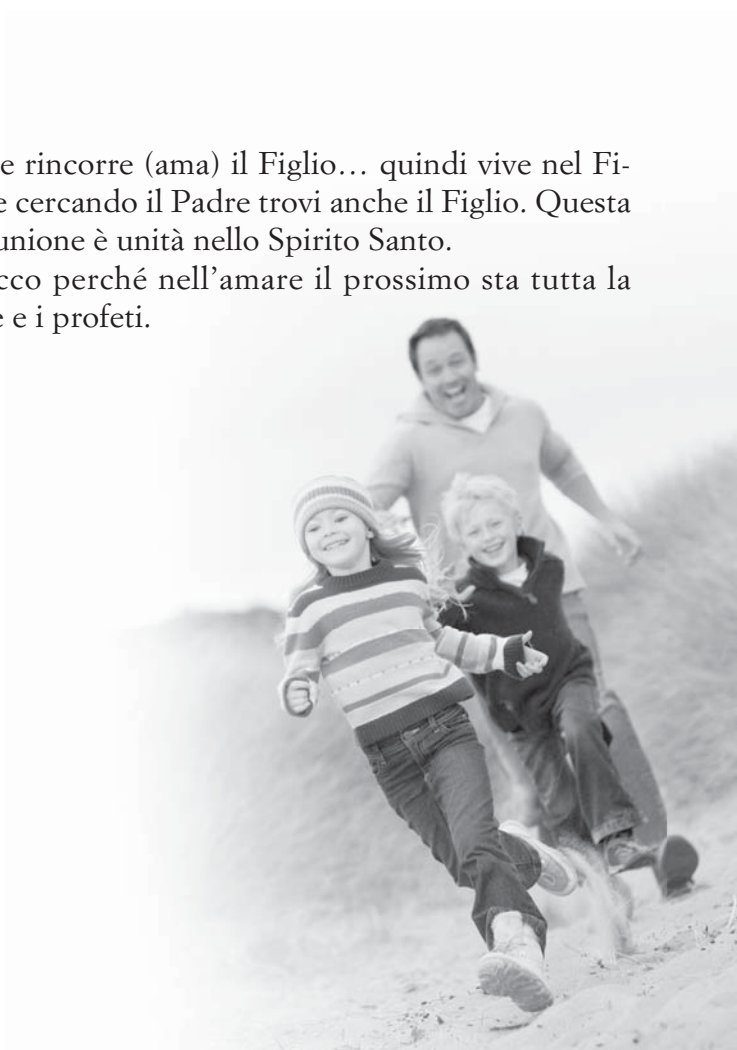 e rincorre (ama) il Figlio… quindi vive nel Fi-
e cercando il Padre trovi anche il Figlio. Questa
unione è unità nello Spirito Santo.
cco perché nell’amare il prossimo sta tutta la
e e i profeti.